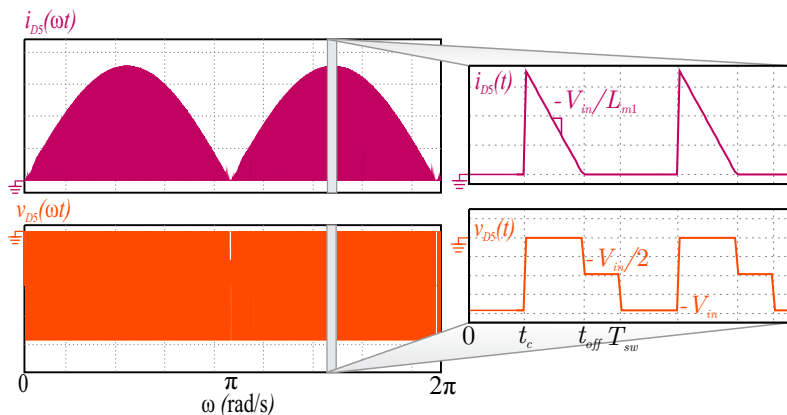 i_D5(ωt)
i_D5(t)
-V_in/L_m1
v_D5(ωt)
v_D5(t)
-V_in/2
-V_in
0 t_c t_off T_sw
0 π 2π
ω (rad/s)